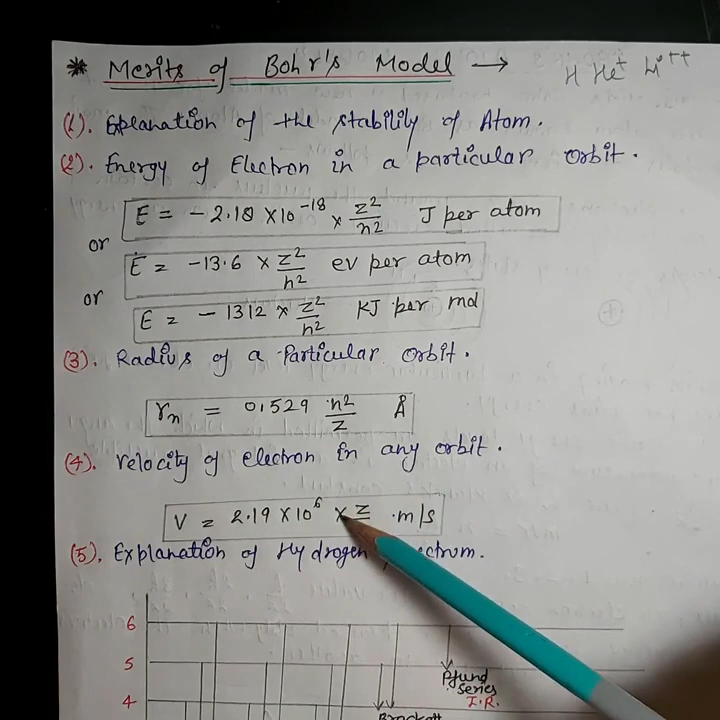 * Merits of Bohr's Model → H He⁺ Li⁺⁺
(1). Explanation of the stability of Atom.
(2). Energy of Electron in a particular orbit.
E = - 2.18 × 10⁻¹⁸ × z²/n² J per atom
or
E = -13.6 × z²/n² ev per atom
or
E = - 1312 × z²/n² KJ per mol
(3). Radius of a Particular orbit.
rₙ = 0.529 n²/z Å
(4). Velocity of electron in any orbit.
V = 2.19 × 10⁶ × z .m/s
(5). Explanation of Hydrogen spectrum.
6
5
Pfund
Series
I.R.
4
Brackett